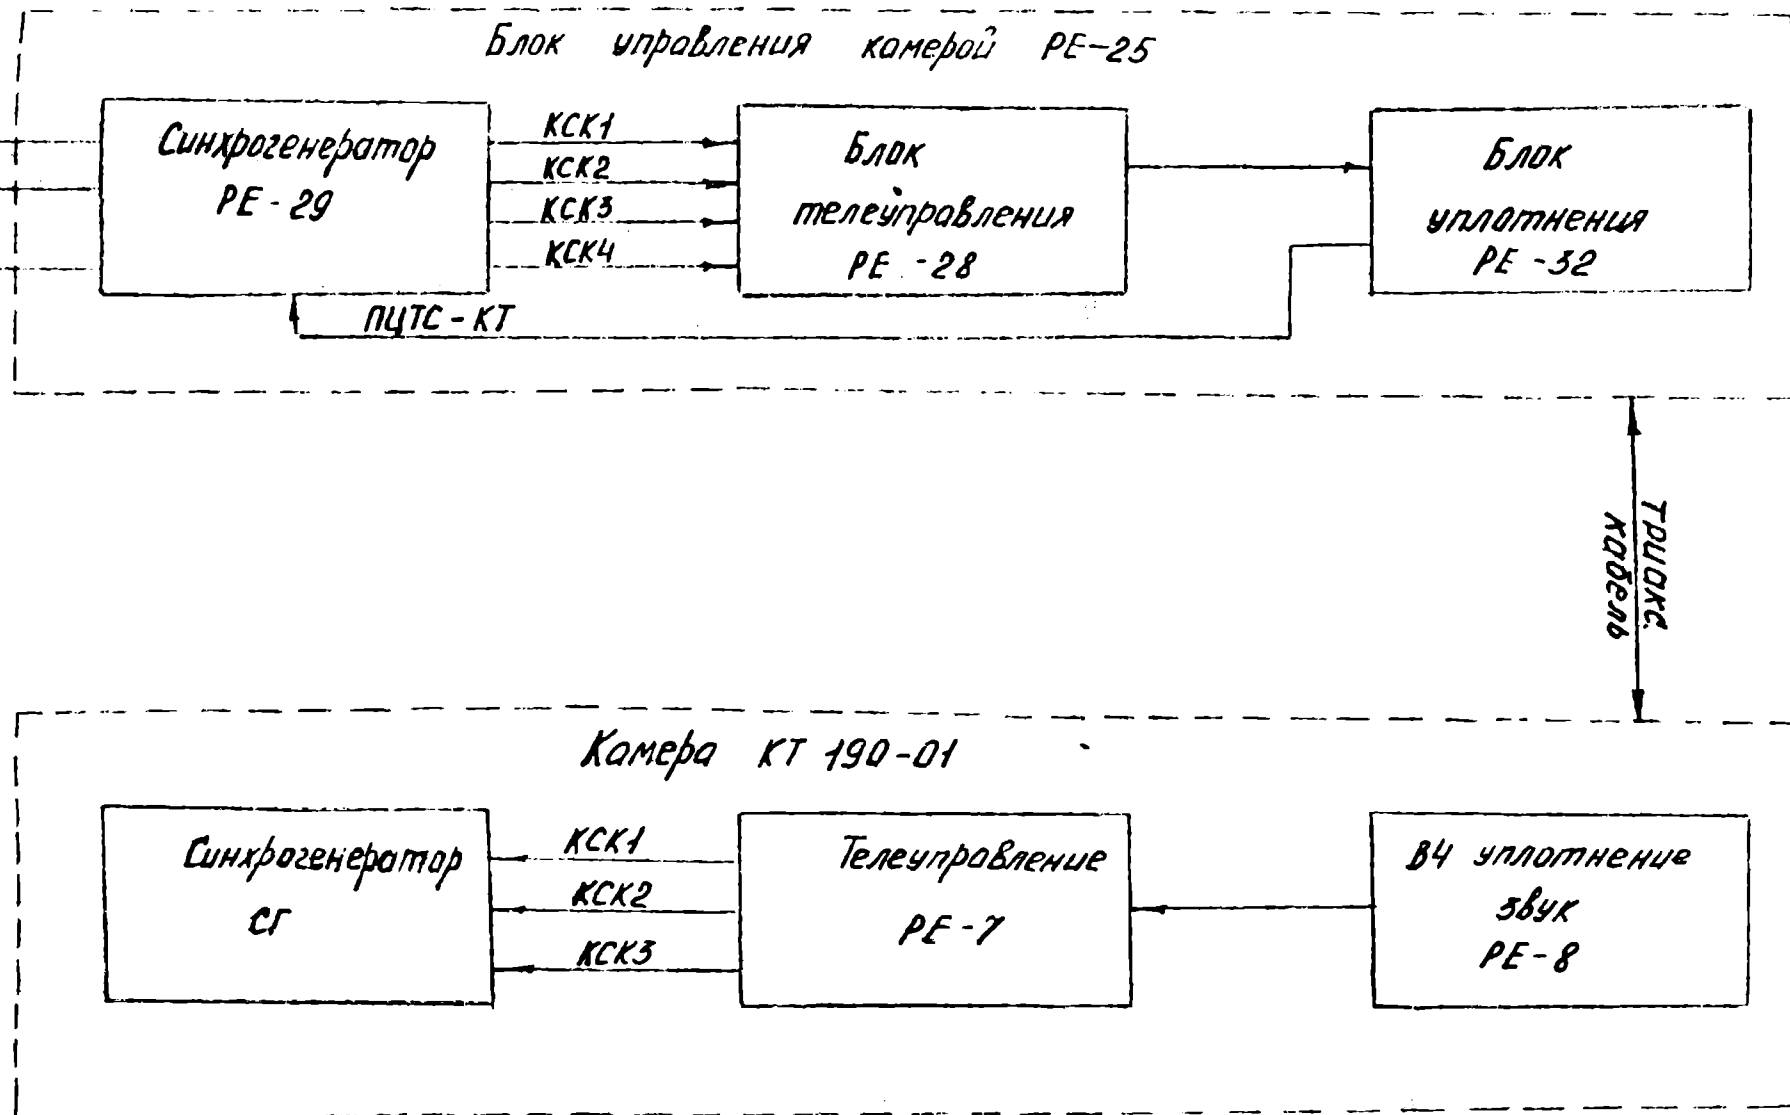 Блок управления камерой РЕ-25
Синхрогенератор
РЕ-29
КСК1
КСК2
КСК3
КСК4
Блок
телеуправления
РЕ-28
Блок
уплотнения
РЕ-32
ПЦТС-КТ
триакс.
кабель
Камера КТ 190-01
Синхрогенератор
СГ
КСК1
КСК2
КСК3
Телеуправление
РЕ-7
ВЧ уплотнение
звук
РЕ-8